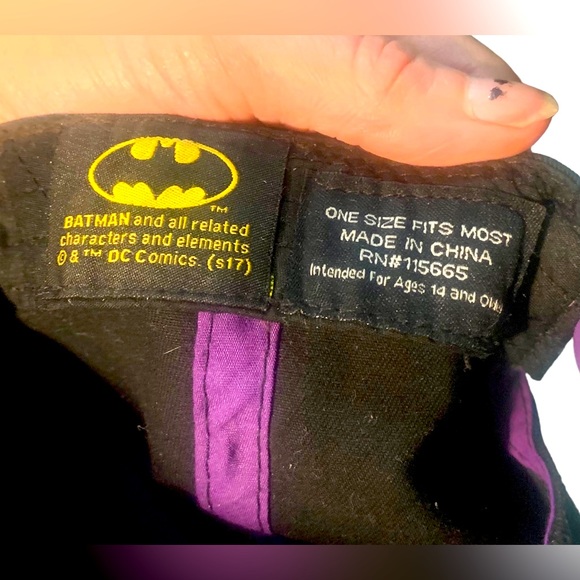 BATMAN and all related
characters and elements
© & ™ DC Comics. (s17)
™
ONE SIZE FITS MOST
MADE IN CHINA
RN#115665
Intended For Ages 14 and